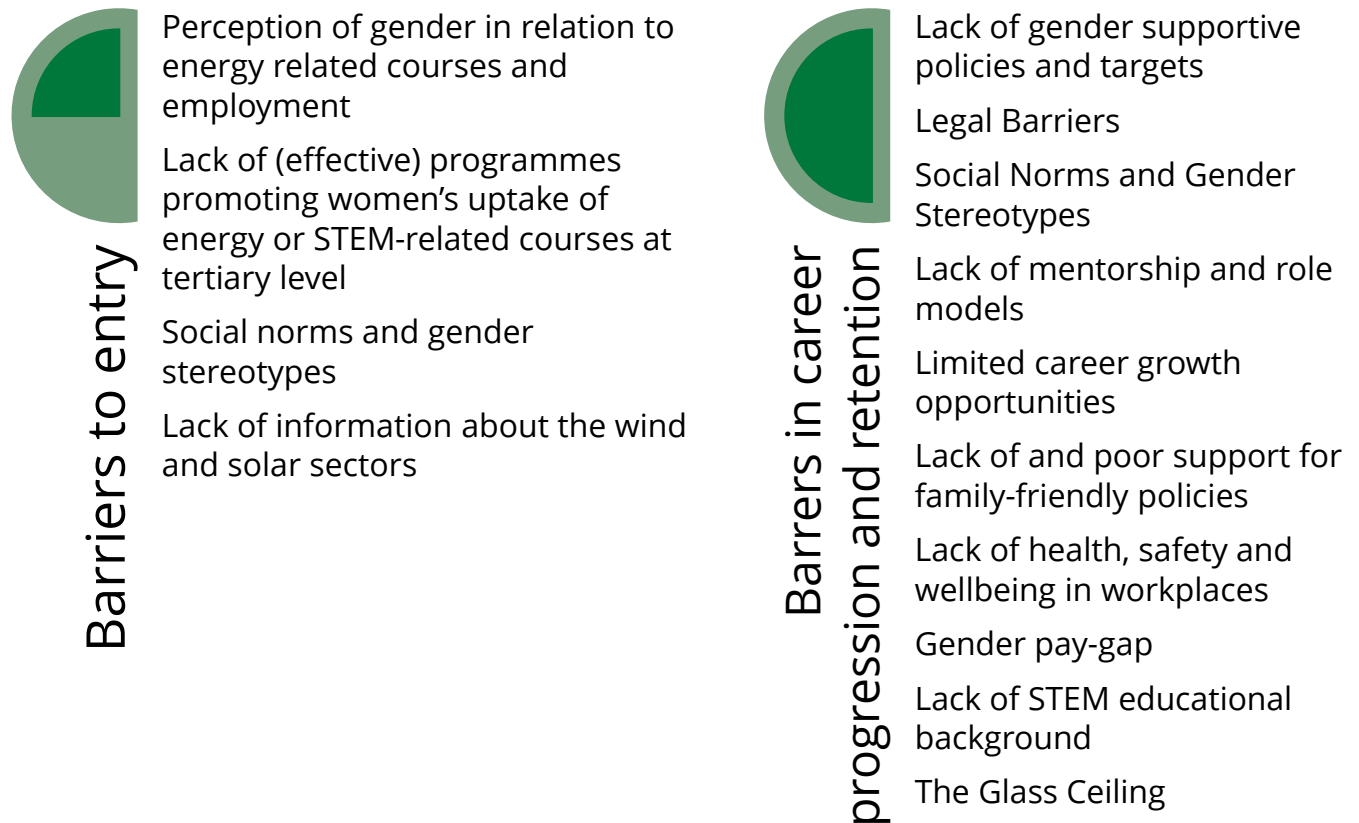 Barriers to entry
Perception of gender in relation to
energy related courses and
employment
Lack of (effective) programmes
promoting women’s uptake of
energy or STEM-related courses at
tertiary level
Social norms and gender
stereotypes
Lack of information about the wind
and solar sectors
Barrers in career
progression and retention
Lack of gender supportive
policies and targets
Legal Barriers
Social Norms and Gender
Stereotypes
Lack of mentorship and role
models
Limited career growth
opportunities
Lack of and poor support for
family-friendly policies
Lack of health, safety and
wellbeing in workplaces
Gender pay-gap
Lack of STEM educational
background
The Glass Ceiling